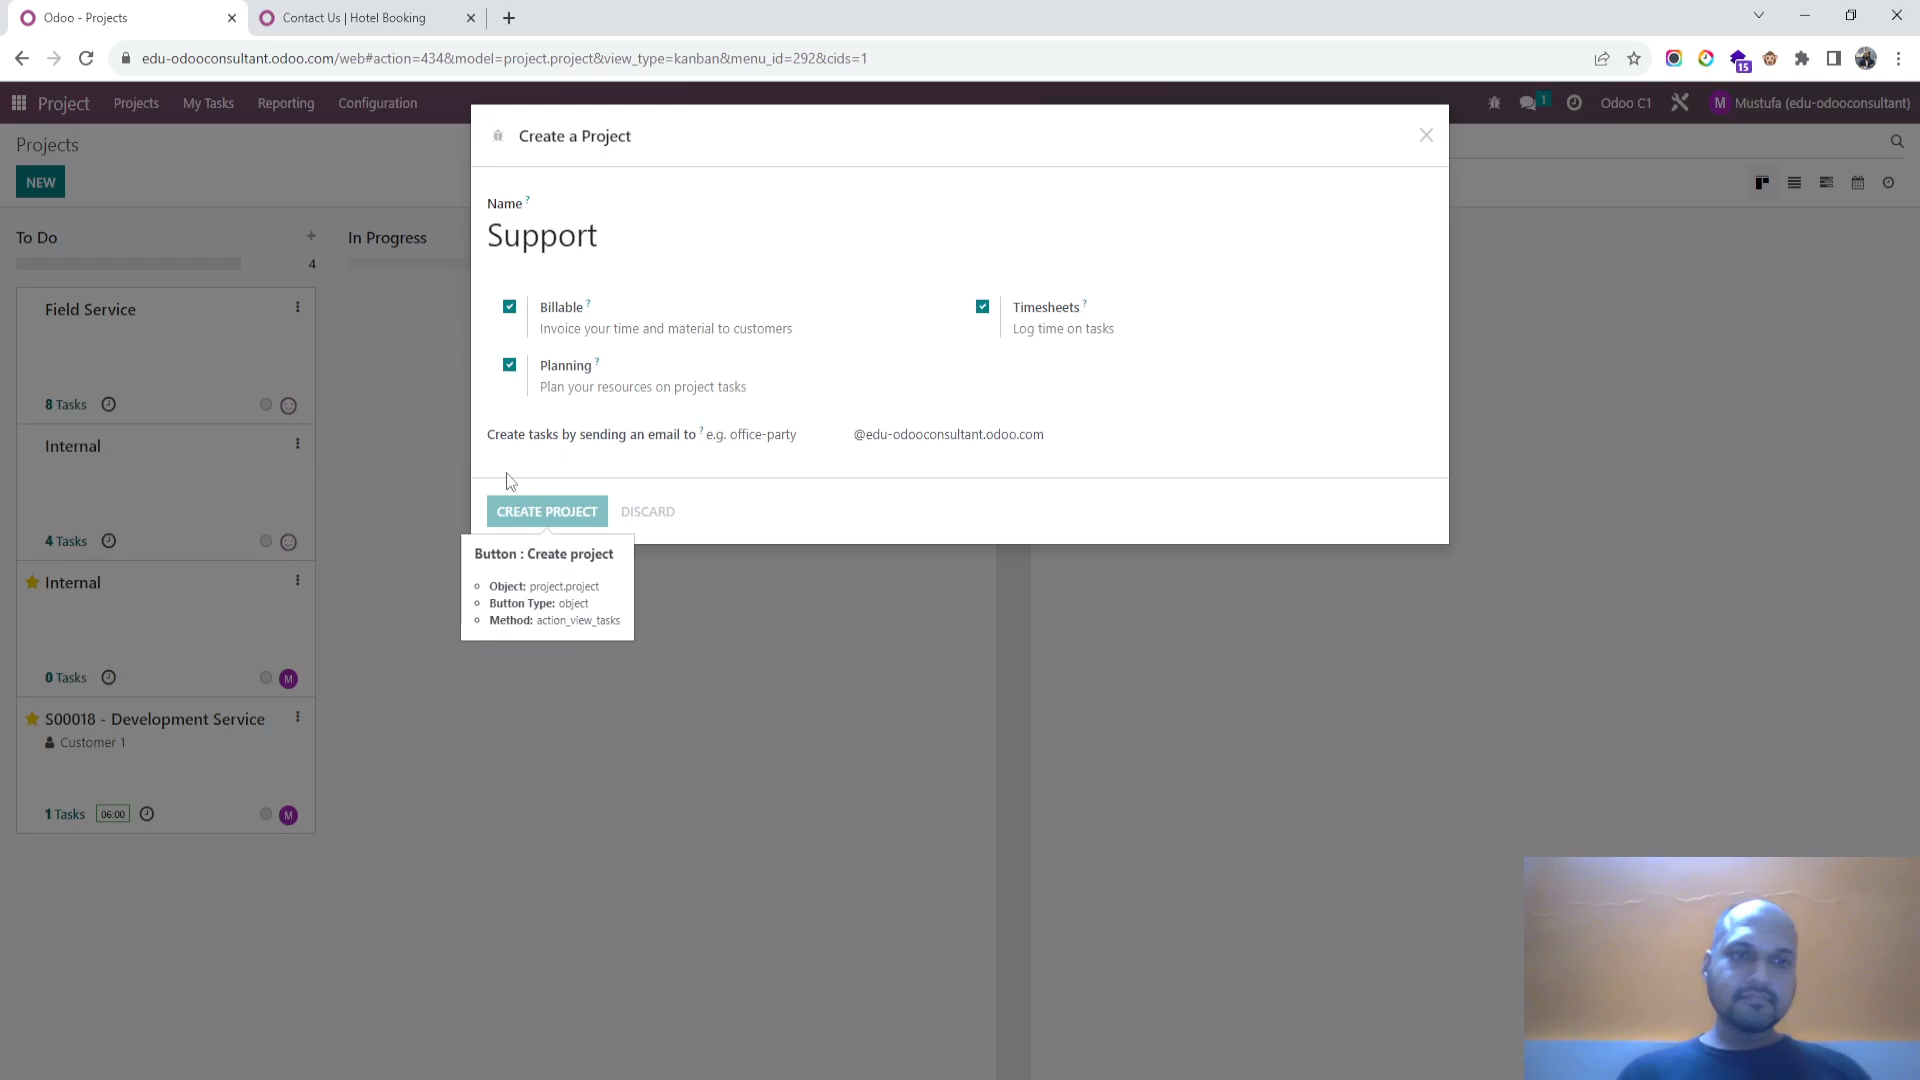 Odoo - Projects
Contact Us | Hotel Booking
edu-odooconsultant.odoo.com/web#action=434&model=project.project&view_type=kanban&menu_id=292&cids=1
15
Project Projects My Tasks Reporting Configuration
1
Odoo C1
M Mustufa (edu-odooconsultant)
Projects
NEW
To Do
4
In Progress
Field Service
8 Tasks
Internal
4 Tasks
Internal
0 Tasks
M
S00018 - Development Service
Customer 1
1 Tasks 06:00
M
Create a Project
Name ?
Support
Billable ?
Invoice your time and material to customers
Timesheets ?
Log time on tasks
Planning ?
Plan your resources on project tasks
Create tasks by sending an email to ? e.g. office-party @edu-odooconsultant.odoo.com
CREATE PROJECT DISCARD
Button : Create project
Object: project.project
Button Type: object
Method: action_view_tasks